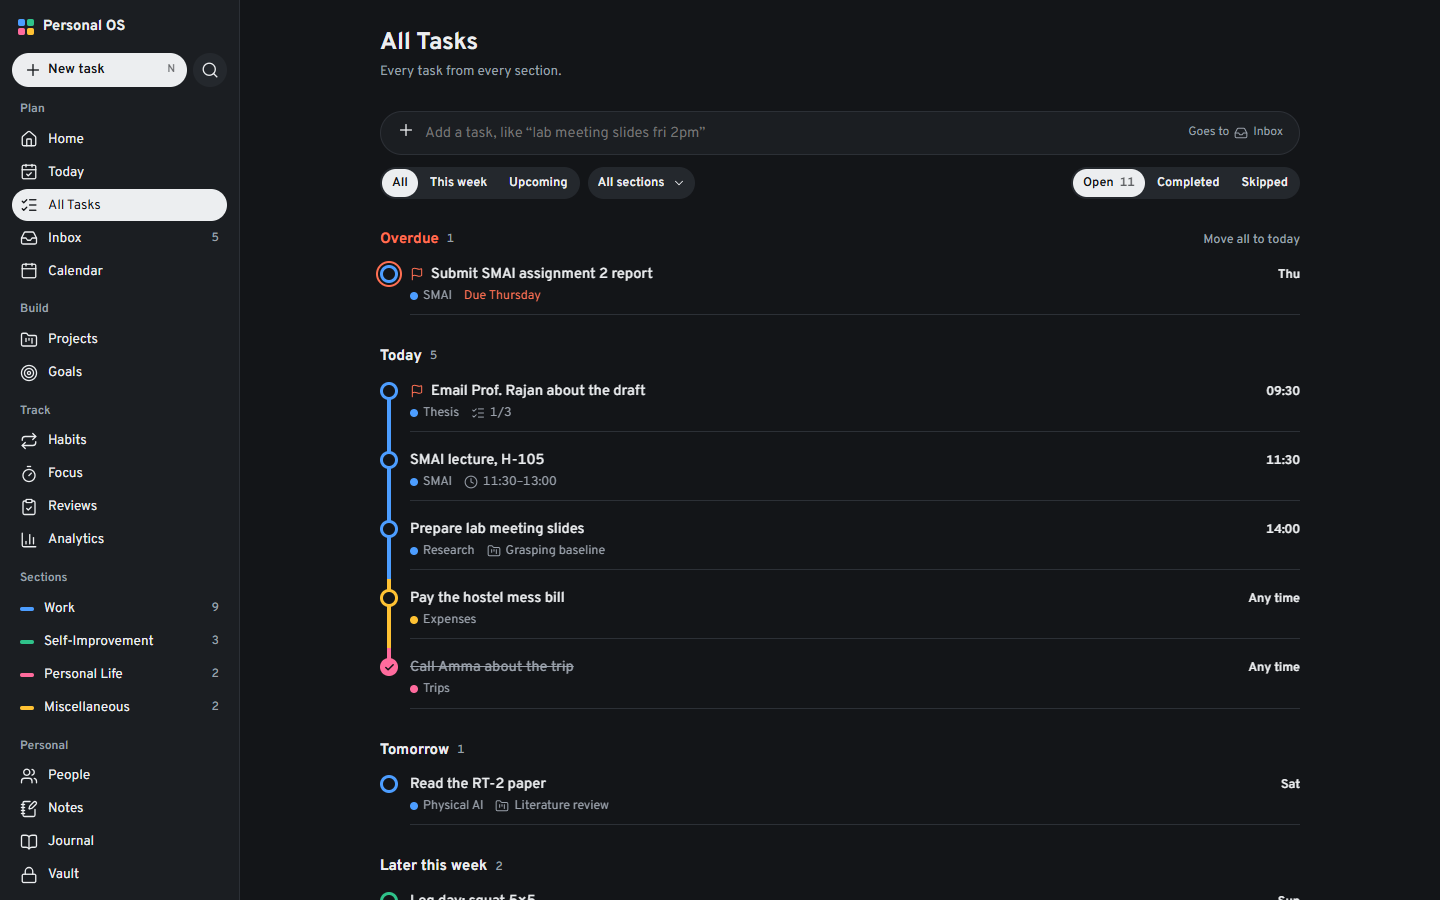 Personal OS
New task N
Plan
Home
Today
All Tasks
Inbox 5
Calendar
Build
Projects
Goals
Track
Habits
Focus
Reviews
Analytics
Sections
Work 9
Self-Improvement 3
Personal Life 2
Miscellaneous 2
Personal
People
Notes
Journal
Vault
All Tasks
Every task from every section.
Add a task, like “lab meeting slides fri 2pm” Goes to Inbox
All This week Upcoming All sections Open 11 Completed Skipped
Overdue 1 Move all to today
Submit SMAI assignment 2 report Thu
SMAI Due Thursday
Today 5
Email Prof. Rajan about the draft 09:30
Thesis 1/3
SMAI lecture, H-105 11:30
SMAI 11:30–13:00
Prepare lab meeting slides 14:00
Research Grasping baseline
Pay the hostel mess bill Any time
Expenses
Call Amma about the trip Any time
Trips
Tomorrow 1
Read the RT-2 paper Sat
Physical AI Literature review
Later this week 2
Leg day: squat 5×5 Sun